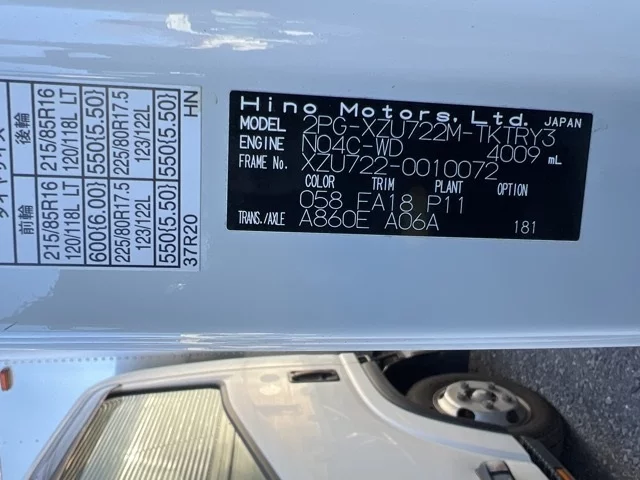 Hino Motors, Ltd. JAPAN
MODEL 2PG-XZU722M-TKTRY3
ENGINE N04C-WD 4009 mL
FRAME No. XZU722-0010072
COLOR TRIM PLANT OPTION
058 FA18 P11
TRANS./AXLE A860E A06A 181
前輪 後輪
215/85R16 120/118L LT 215/85R16 120/118L LT
600(6.00) 550(5.50)
225/80R17.5 123/122L 225/80R17.5 123/122L
550(5.50) 550(5.50)
37R20 HN